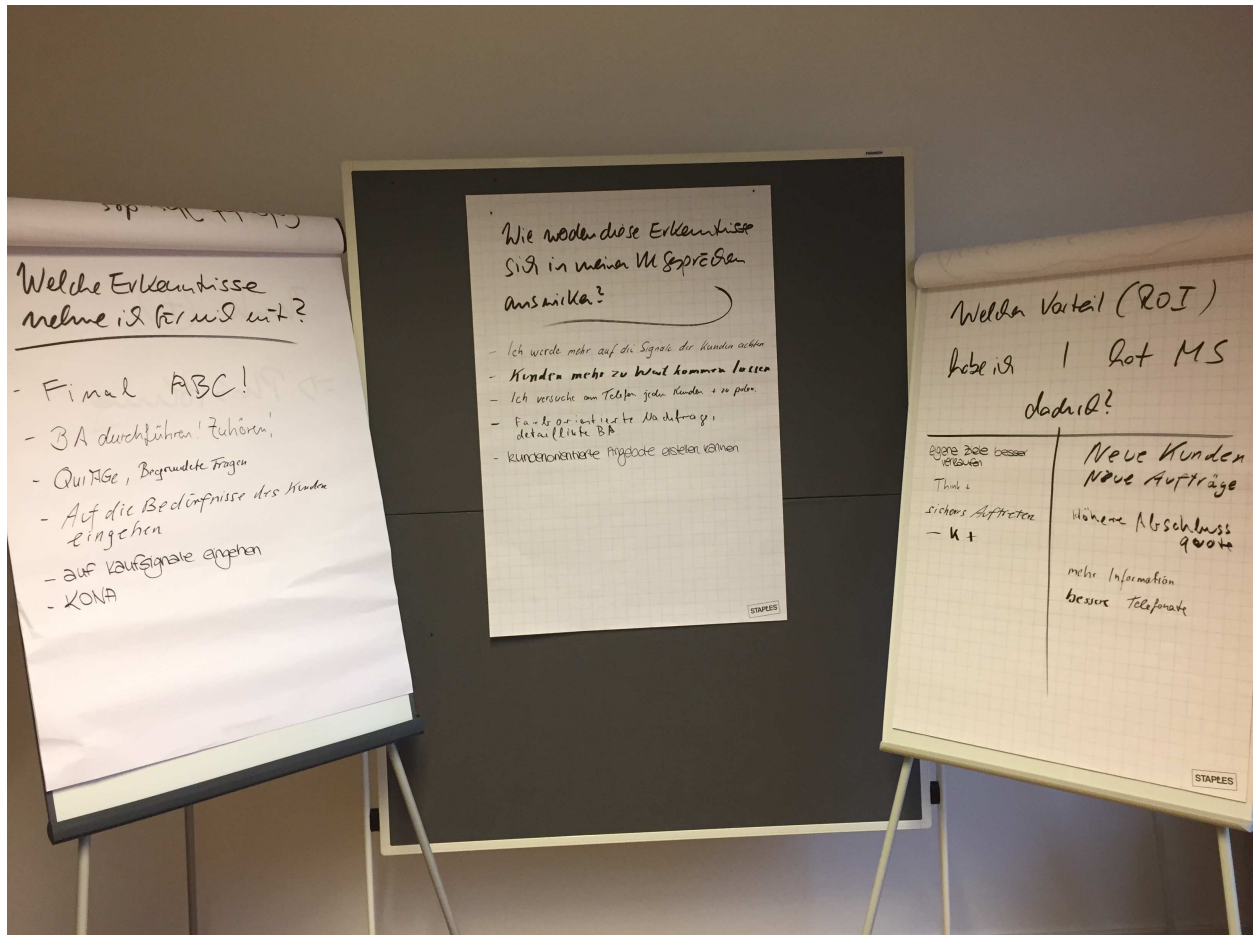 Welche Erkenntnisse
nehme ich für mich mit?
- Final ABC!
- BA durchführen! Zuhören!
- QuIAGe, Begründete Fragen
- Auf die Bedürfnisse des Kunden
eingehen
- auf Kaufsignale eingehen
- KONA
Wie werden diese Erkenntnisse
sich in meinen VK Gesprächen
auswirken?
- Ich werde mehr auf die Signale der Kunden achten
- Kunden mehr zu Wort kommen lassen
- Ich versuche am Telefon jeden Kunden + zu polen.
- Farborientierte Nachfrage,
detaillierte BA
- kundenorientierte Angebote erstellen können
STAPLES
Welchen Vorteil (ROI)
habe ich | hat MS
dadurch?
eigene Ziele besser
verkaufen
Think
sicheres Auftreten
- K +
Neue Kunden
Neue Aufträge
Höhere Abschluss
quote
mehr Information
bessere Telefonate
STAPLES